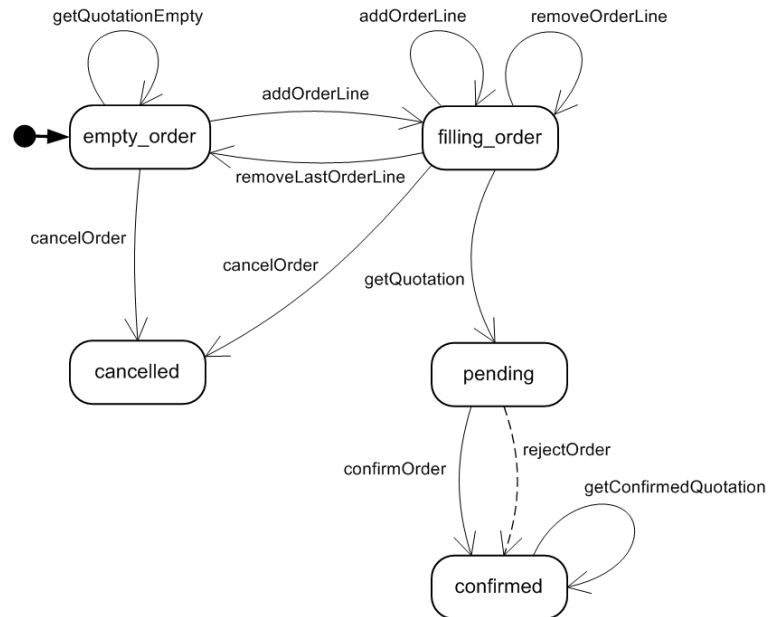 getQuotationEmpty
addOrderLine
removeOrderLine
addOrderLine
empty_order
filling_order
removeLastOrderLine
cancelOrder
cancelOrder
getQuotation
cancelled
pending
rejectOrder
confirmOrder
getConfirmedQuotation
confirmed